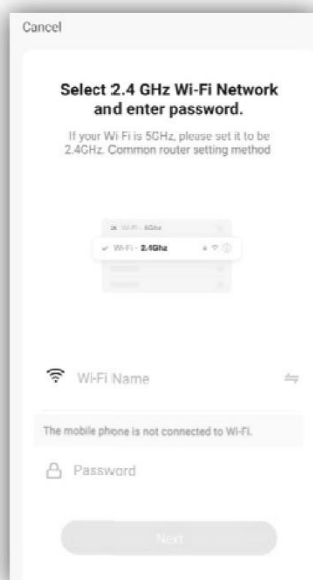 Cancel
Select 2.4 GHz Wi-Fi Network
and enter password.
If your Wi-Fi is 5GHz, please set it to be
2.4GHz. Common router setting method
Wi-Fi - 5Ghz
Wi-Fi - 2.4Ghz
Wi-Fi Name
The mobile phone is not connected to Wi-Fi.
Password
Next